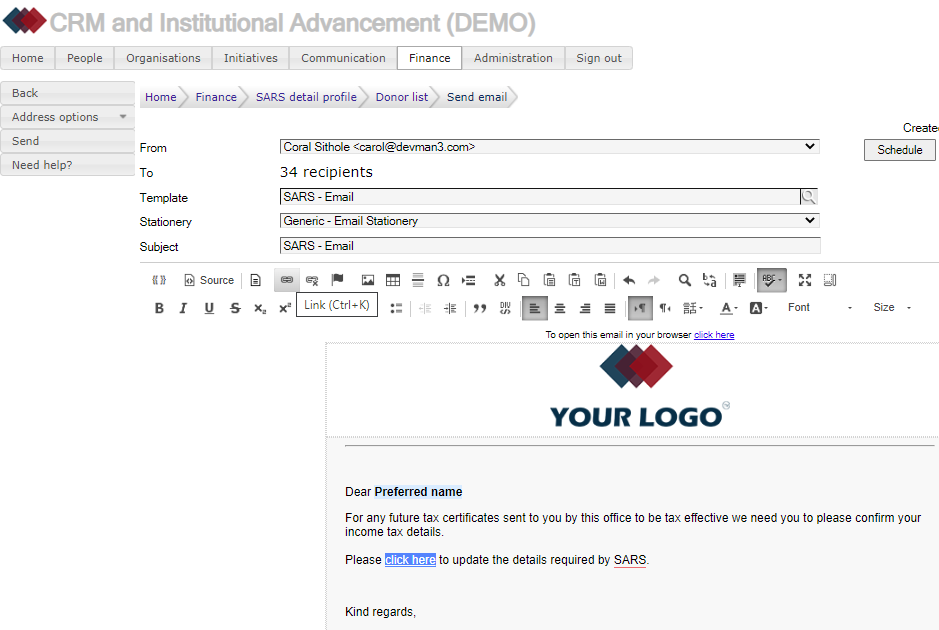 CRM and Institutional Advancement (DEMO)
Home People Organisations Initiatives Communication Finance Administration Sign out
Back
Address options
Send
Need help?
Home Finance SARS detail profile Donor list Send email
Create
From Coral Sithole <carol@devman3.com> Schedule
To 34 recipients
Template SARS - Email
Stationery Generic - Email Stationery
Subject SARS - Email
Source
ABC
Link (Ctrl+K)
Font Size
To open this email in your browser click here
YOUR LOGO
Dear Preferred name
For any future tax certificates sent to you by this office to be tax effective we need you to please confirm your
income tax details.
Please click here to update the details required by SARS.
Kind regards,